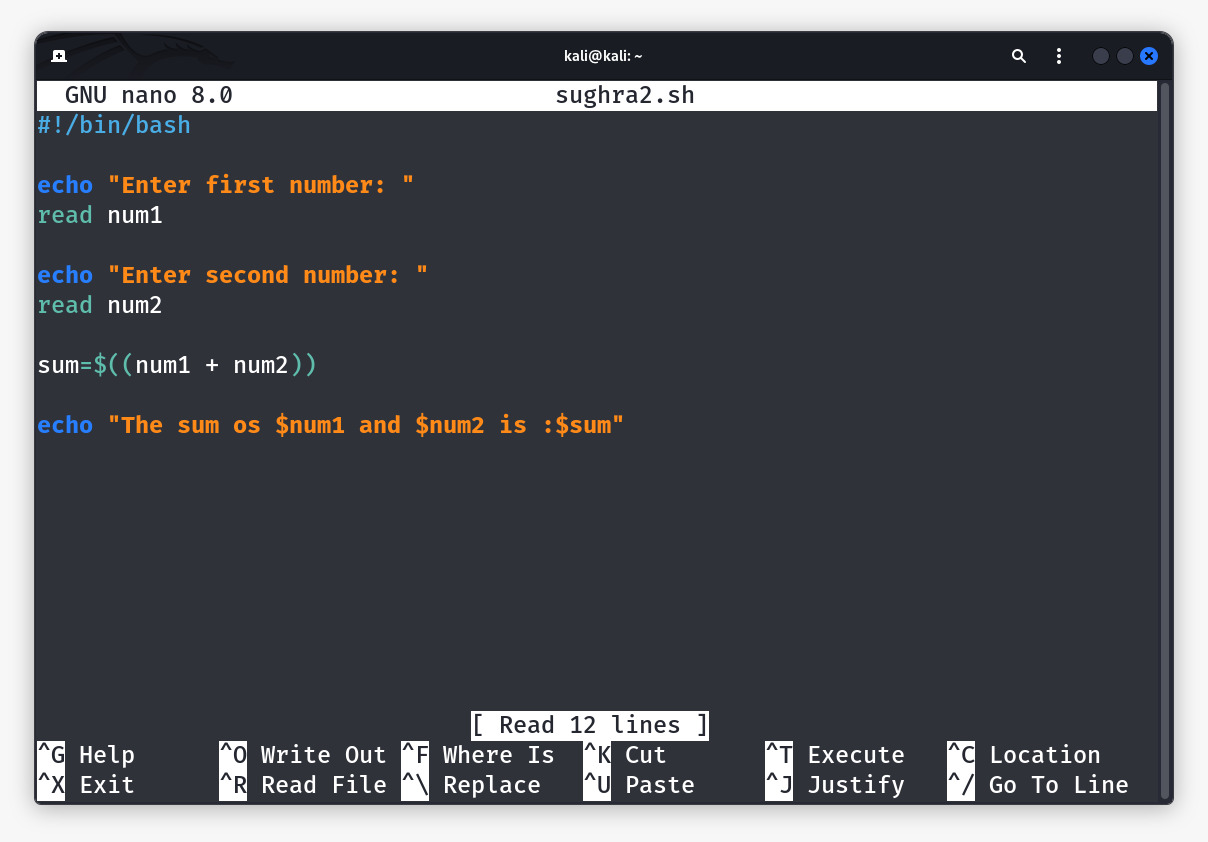 kali@kali: ~
GNU nano 8.0 sughra2.sh
#!/bin/bash
echo "Enter first number: "
read num1
echo "Enter second number: "
read num2
sum=$((num1 + num2))
echo "The sum os $num1 and $num2 is :$sum"
[ Read 12 lines ]
^G Help ^O Write Out ^F Where Is ^K Cut ^T Execute ^C Location
^X Exit ^R Read File ^\ Replace ^U Paste ^J Justify ^/ Go To Line